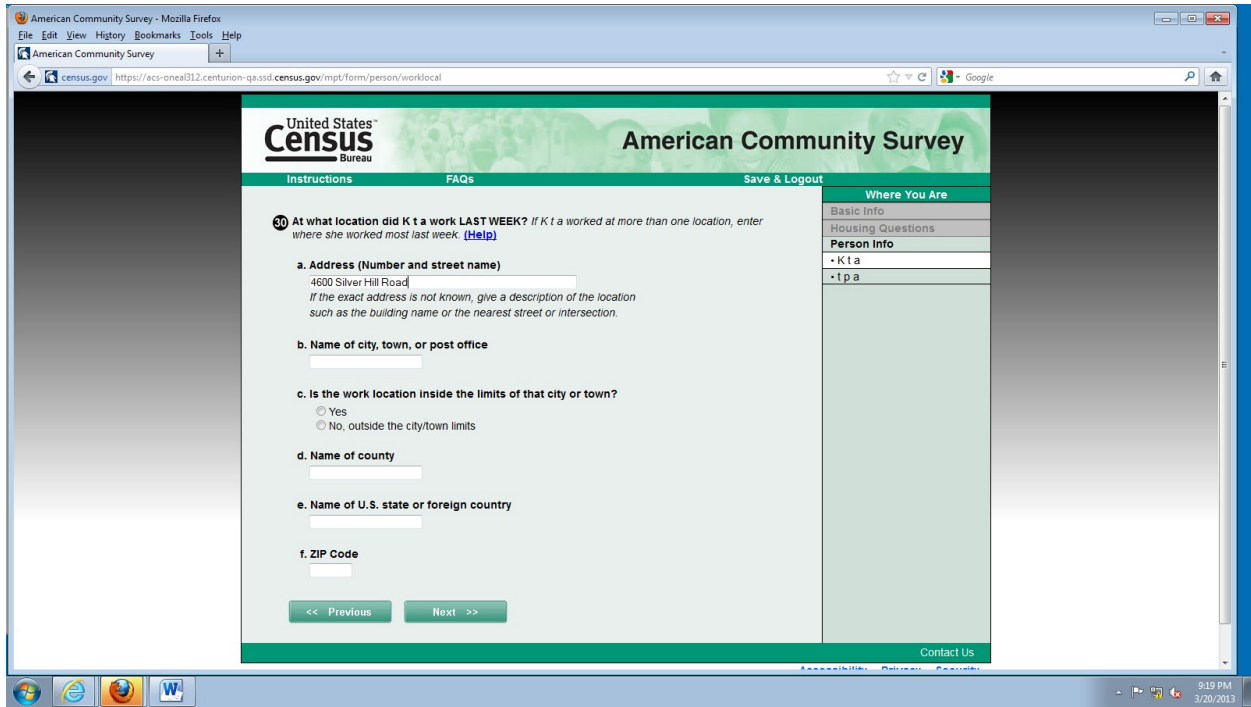 American Community Survey - Mozilla Firefox
File Edit View History Bookmarks Tools Help
American Community Survey +
census.gov https://acs-oneal312.centurion-qa.ssd.census.gov/mpt/form/person/worklocal Google
United States™
Census
Bureau
American Community Survey
Instructions FAQs Save & Logout
Where You Are
Basic Info
Housing Questions
Person Info
• K t a
• t p a
30 At what location did K t a work LAST WEEK? If K t a worked at more than one location, enter
where she worked most last week. (Help)
a. Address (Number and street name)
4600 Silver Hill Road
If the exact address is not known, give a description of the location
such as the building name or the nearest street or intersection.
b. Name of city, town, or post office
c. Is the work location inside the limits of that city or town?
Yes
No, outside the city/town limits
d. Name of county
e. Name of U.S. state or foreign country
f. ZIP Code
<< Previous Next >>
Contact Us
Accessibility Privacy Security
9:19 PM
3/20/2013